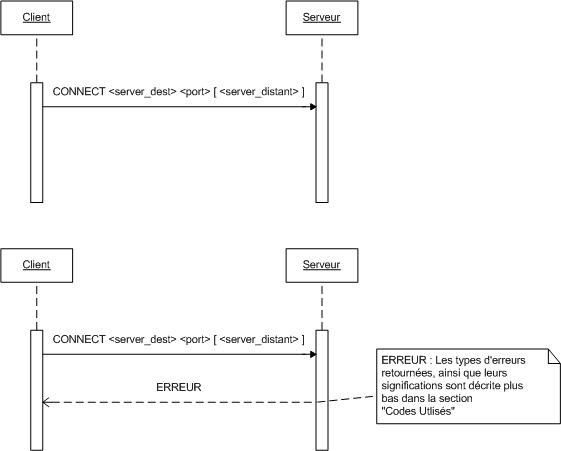 Client
Serveur
CONNECT <server_dest> <port> [ <server_distant> ]
Client
Serveur
CONNECT <server_dest> <port> [ <server_distant> ]
ERREUR
ERREUR : Les types d'erreurs
retournées, ainsi que leurs
significations sont décrite plus
bas dans la section
"Codes Utlisés"